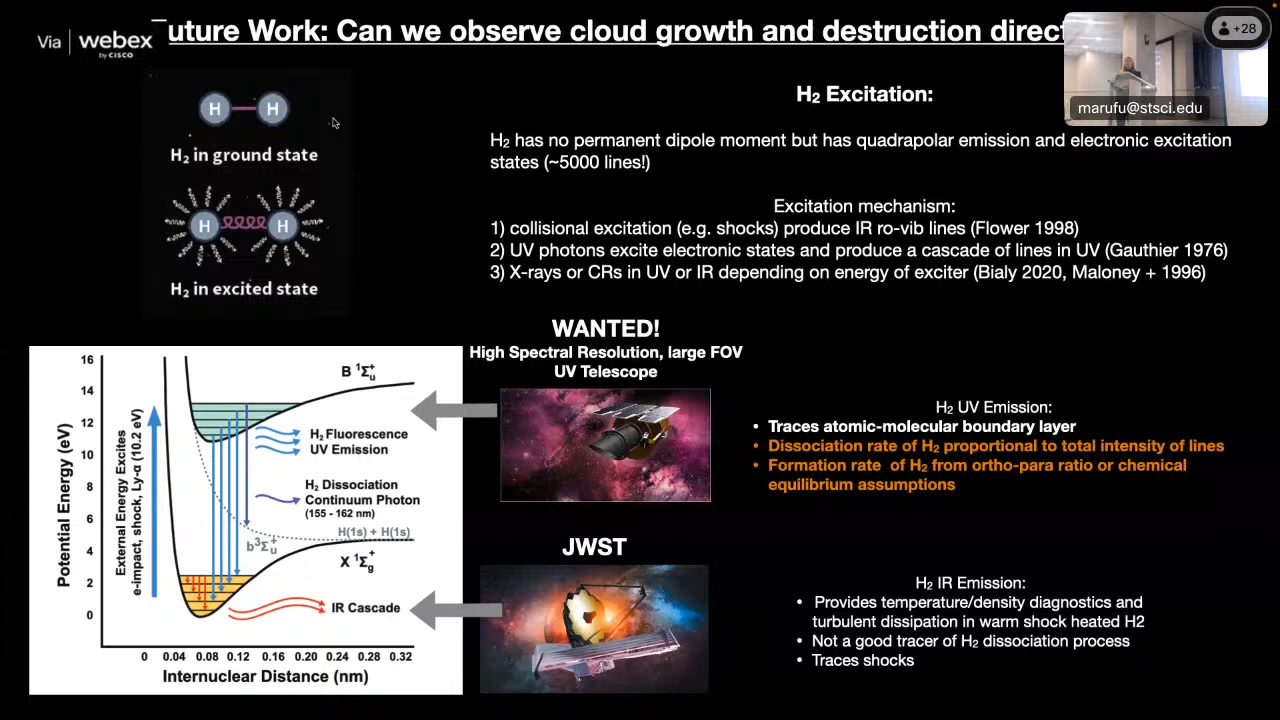 uture Work: Can we observe cloud growth and destruction direct
Via | webex
by CISCO
+28
marufu@stsci.edu
H H
H₂ in ground state
H H
H₂ in excited state
H₂ Excitation:
H₂ has no permanent dipole moment but has quadrapolar emission and electronic excitation
states (~5000 lines!)
Excitation mechanism:
1) collisional excitation (e.g. shocks) produce IR ro-vib lines (Flower 1998)
2) UV photons excite electronic states and produce a cascade of lines in UV (Gauthier 1976)
3) X-rays or CRs in UV or IR depending on energy of exciter (Bialy 2020, Maloney + 1996)
WANTED!
High Spectral Resolution, large FOV
UV Telescope
H₂ UV Emission:
• Traces atomic-molecular boundary layer
• Dissociation rate of H₂ proportional to total intensity of lines
• Formation rate of H₂ from ortho-para ratio or chemical
equilibrium assumptions
JWST
H₂ IR Emission:
• Provides temperature/density diagnostics and
turbulent dissipation in warm shock heated H2
• Not a good tracer of H₂ dissociation process
• Traces shocks
Potential Energy (eV)
16
14
12
10
8
6
4
2
0
External Energy Excites
e-impact, shock, Ly-α (10.2 eV)
B ¹Σᵤ⁺
H₂ Fluorescence
UV Emission
H₂ Dissociation
Continuum Photon
(155 - 162 nm)
H(1s) + H(1s)
b³Σᵤ⁺
X ¹Σg⁺
IR Cascade
0 0.04 0.08 0.12 0.16 0.20 0.24 0.28 0.32
Internuclear Distance (nm)